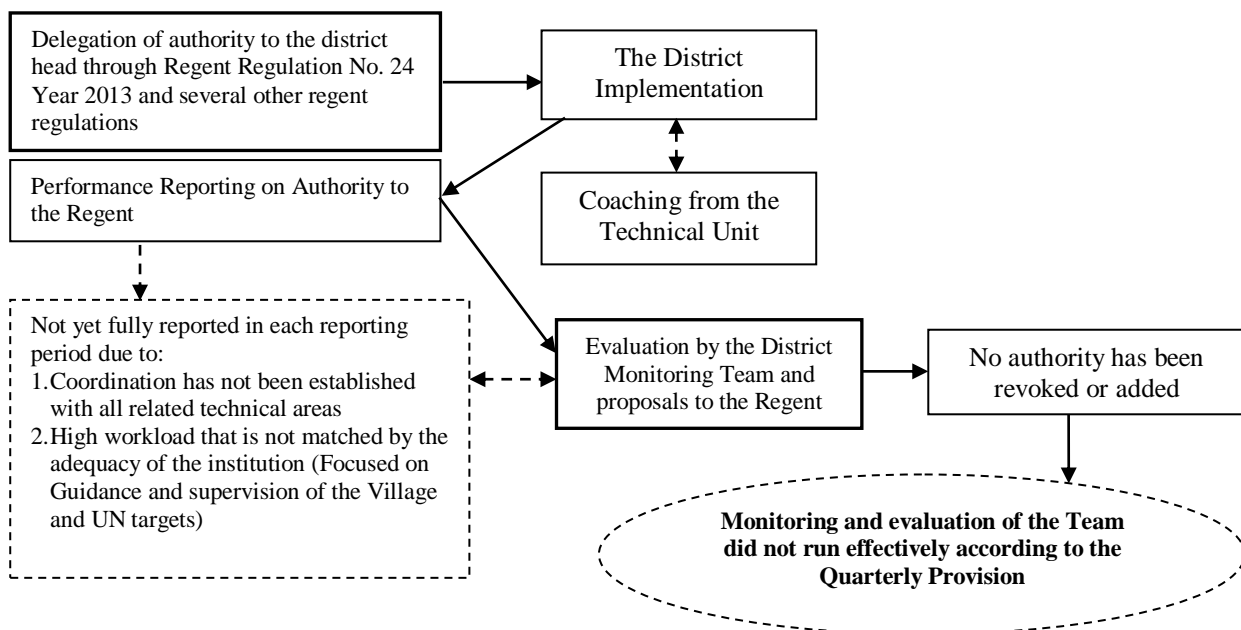 Delegation of authority to the district
head through Regent Regulation No. 24
Year 2013 and several other regent
regulations
The District
Implementation
Performance Reporting on Authority to
the Regent
Coaching from the
Technical Unit
Not yet fully reported in each reporting
period due to:
1.Coordination has not been established
with all related technical areas
2.High workload that is not matched by the
adequacy of the institution (Focused on
Guidance and supervision of the Village
and UN targets)
Evaluation by the District
Monitoring Team and
proposals to the Regent
No authority has been
revoked or added
Monitoring and evaluation of the Team
did not run effectively according to the
Quarterly Provision